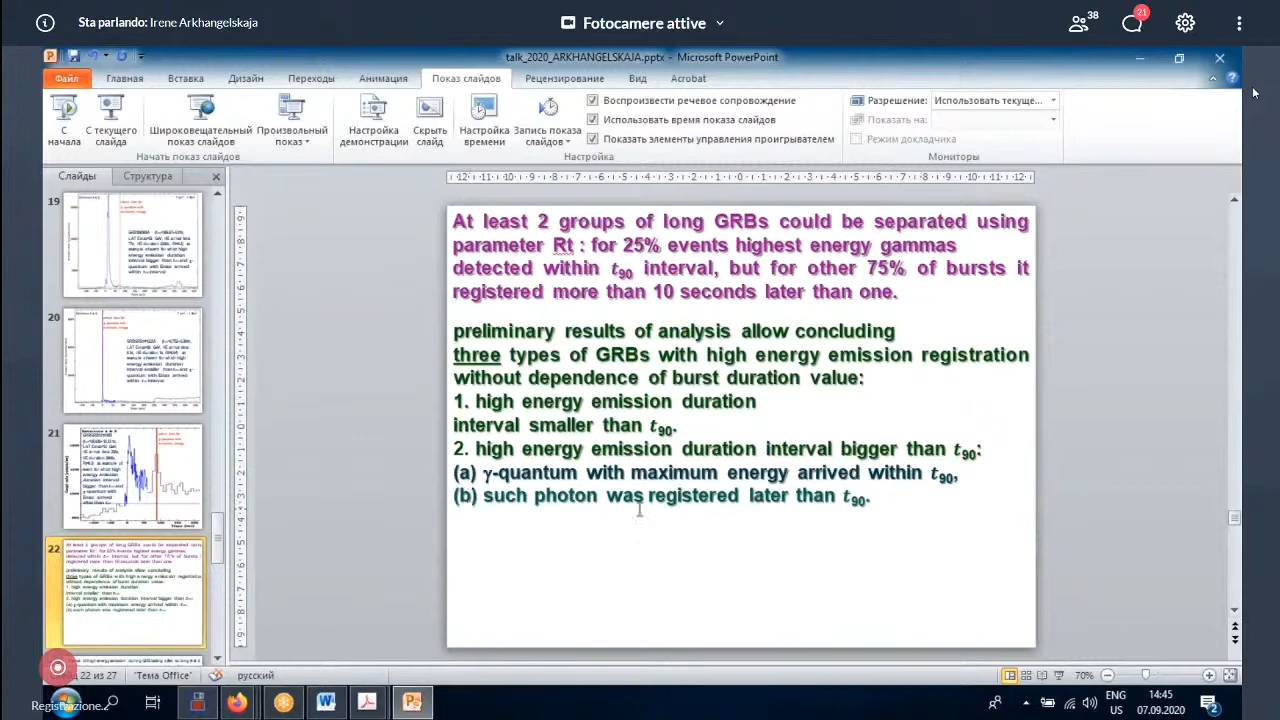 Sta parlando: Irene Arkhangelskaja
Fotocamere attive
38
21
talk_2020_ARKHANGELSKAJA.pptx - Microsoft PowerPoint
Файл Главная Вставка Дизайн Переходы Анимация Показ слайдов Рецензирование Вид Acrobat
С начала
С текущего слайда
Широковещательный показ слайдов
Произвольный показ
Настройка демонстрации
Скрыть слайд
Настройка времени
Запись показа слайдов
Воспроизвести речевое сопровождение
Использовать время показа слайдов
Показать элементы управления проигрывателем
Разрешение: Использовать текуще...
Показать на:
Режим докладчика
Начать показ слайдов
Настройка
Мониторы
Слайды Структура
19
20
21
22
At least 2 groups of long GRBs could be separated using
parameter Rt : for 25% events highest energy gammas
detected within t90 interval, but for other 75% of bursts it
registered more than 10 seconds later than one.
preliminary results of analysis allow concluding
three types of GRBs with high energy emission registrati
without dependence of burst duration value:
1. high energy emission duration
interval smaller than t90.
2. high energy emission duration interval bigger than t90:
(a) γ-quantum with maximum energy arrived within t90,
(b) such photon was registered later than t90.
д 22 из 27
"Тема Office"
русский
70%
Registrazione...
ENG
US
14:45
07.09.2020
2